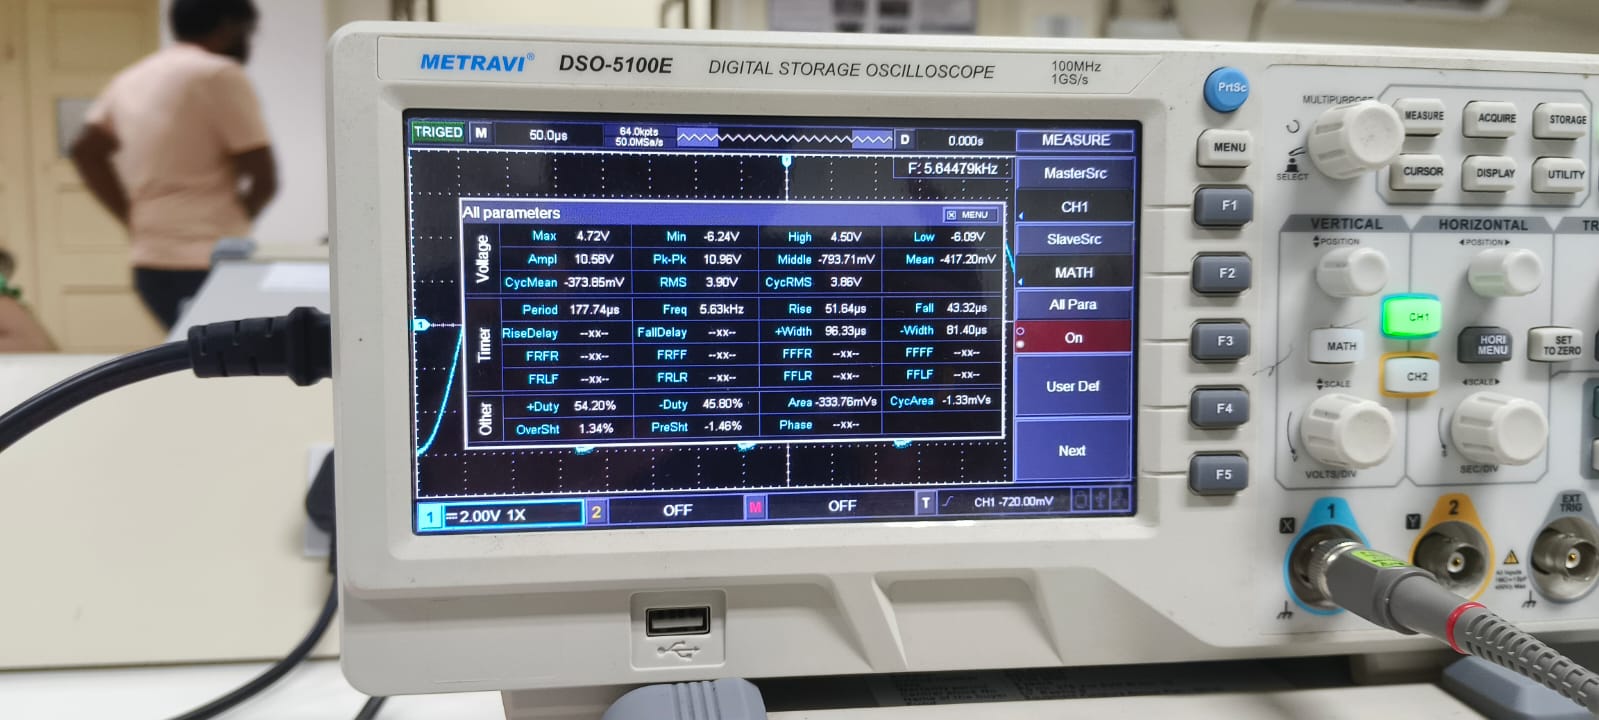 METRAVI® DSO-5100E DIGITAL STORAGE OSCILLOSCOPE 100MHz
1GS/s
TRIGED M 50.0μs 64.0kpts
50.0MSa/s D 0.000s MEASURE
F: 5.64479kHz
All parameters MENU
Voltage
Max 4.72V Min -6.24V High 4.50V Low -6.09V
Ampl 10.58V Pk-Pk 10.96V Middle -793.71mV Mean -417.20mV
CycMean -373.85mV RMS 3.90V CycRMS 3.86V
Timer
Period 177.74μs Freq 5.63kHz Rise 51.64μs Fall 43.32μs
RiseDelay --xx-- FallDelay --xx-- +Width 96.33μs -Width 81.40μs
FRFR --xx-- FRFF --xx-- FFFR --xx-- FFFF --xx--
FRLF --xx-- FRLR --xx-- FFLR --xx-- FFLF --xx--
Other
+Duty 54.20% -Duty 45.80% Area -333.76mVs CycArea -1.33mVs
OverSht 1.34% PreSht -1.46% Phase --xx--
1
1 2.00V 1X 2 OFF M OFF T CH1 -720.00mV
MasterSrc
CH1
SlaveSrc
MATH
All Para
On
User Def
Next
PrtSc
MENU
F1
F2
F3
F4
F5
MULTIPURPOSE
SELECT
MEASURE ACQUIRE STORAGE
CURSOR DISPLAY UTILITY
VERTICAL HORIZONTAL TR
POSITION POSITION
CH1
MATH HORI
MENU SET
TO ZERO
CH2
SCALE SCALE
VOLTS/DIV SEC/DIV
X 1 Y 2 EXT
TRIG